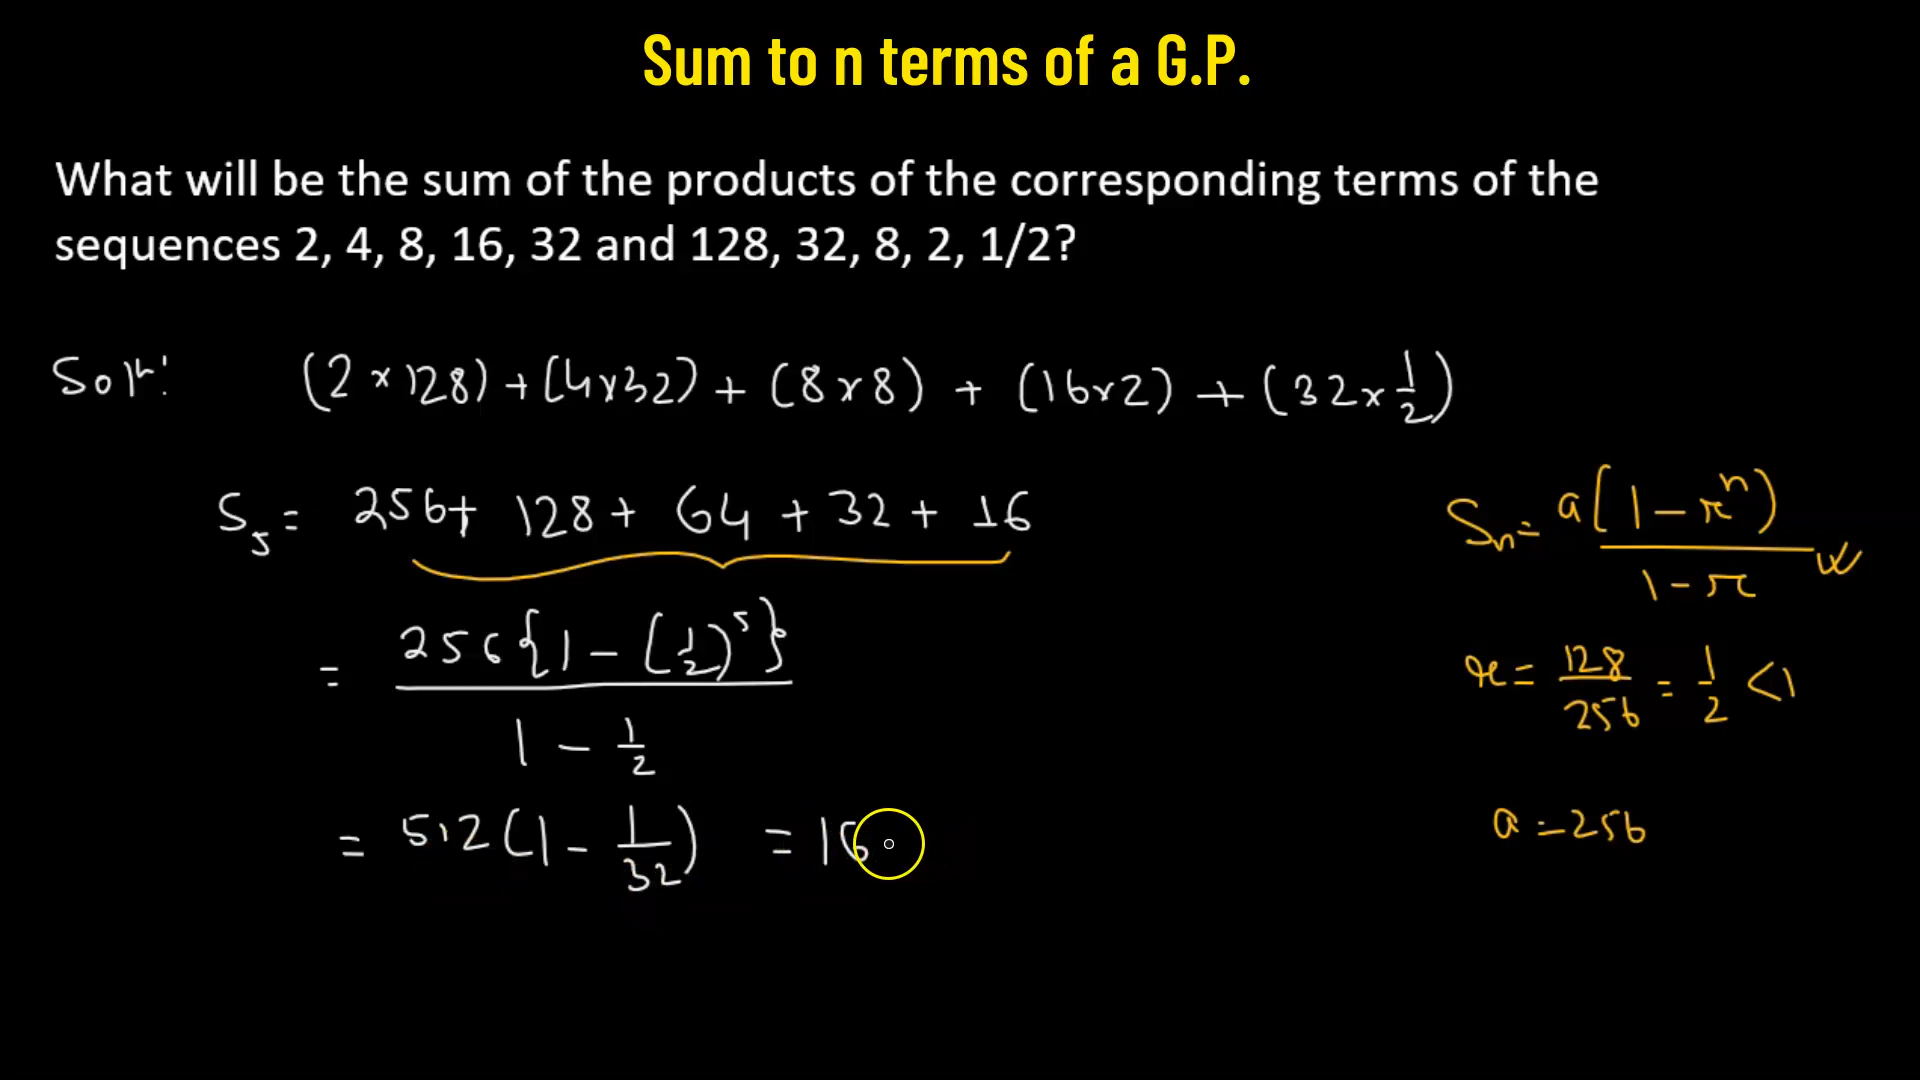 Sum to n terms of a G.P.
What will be the sum of the products of the corresponding terms of the
sequences 2, 4, 8, 16, 32 and 128, 32, 8, 2, 1/2?
Soln: (2 × 128) + (4×32) + (8×8) + (16×2) + (32 × 1/2)
S₅ = 256 + 128 + 64 + 32 + 16
= 256{1 - (1/2)⁵} / 1 - 1/2
= 512(1 - 1/32) = 16
Sₙ = a(1 - rⁿ) / 1 - r
r = 128/256 = 1/2 < 1
a = 256